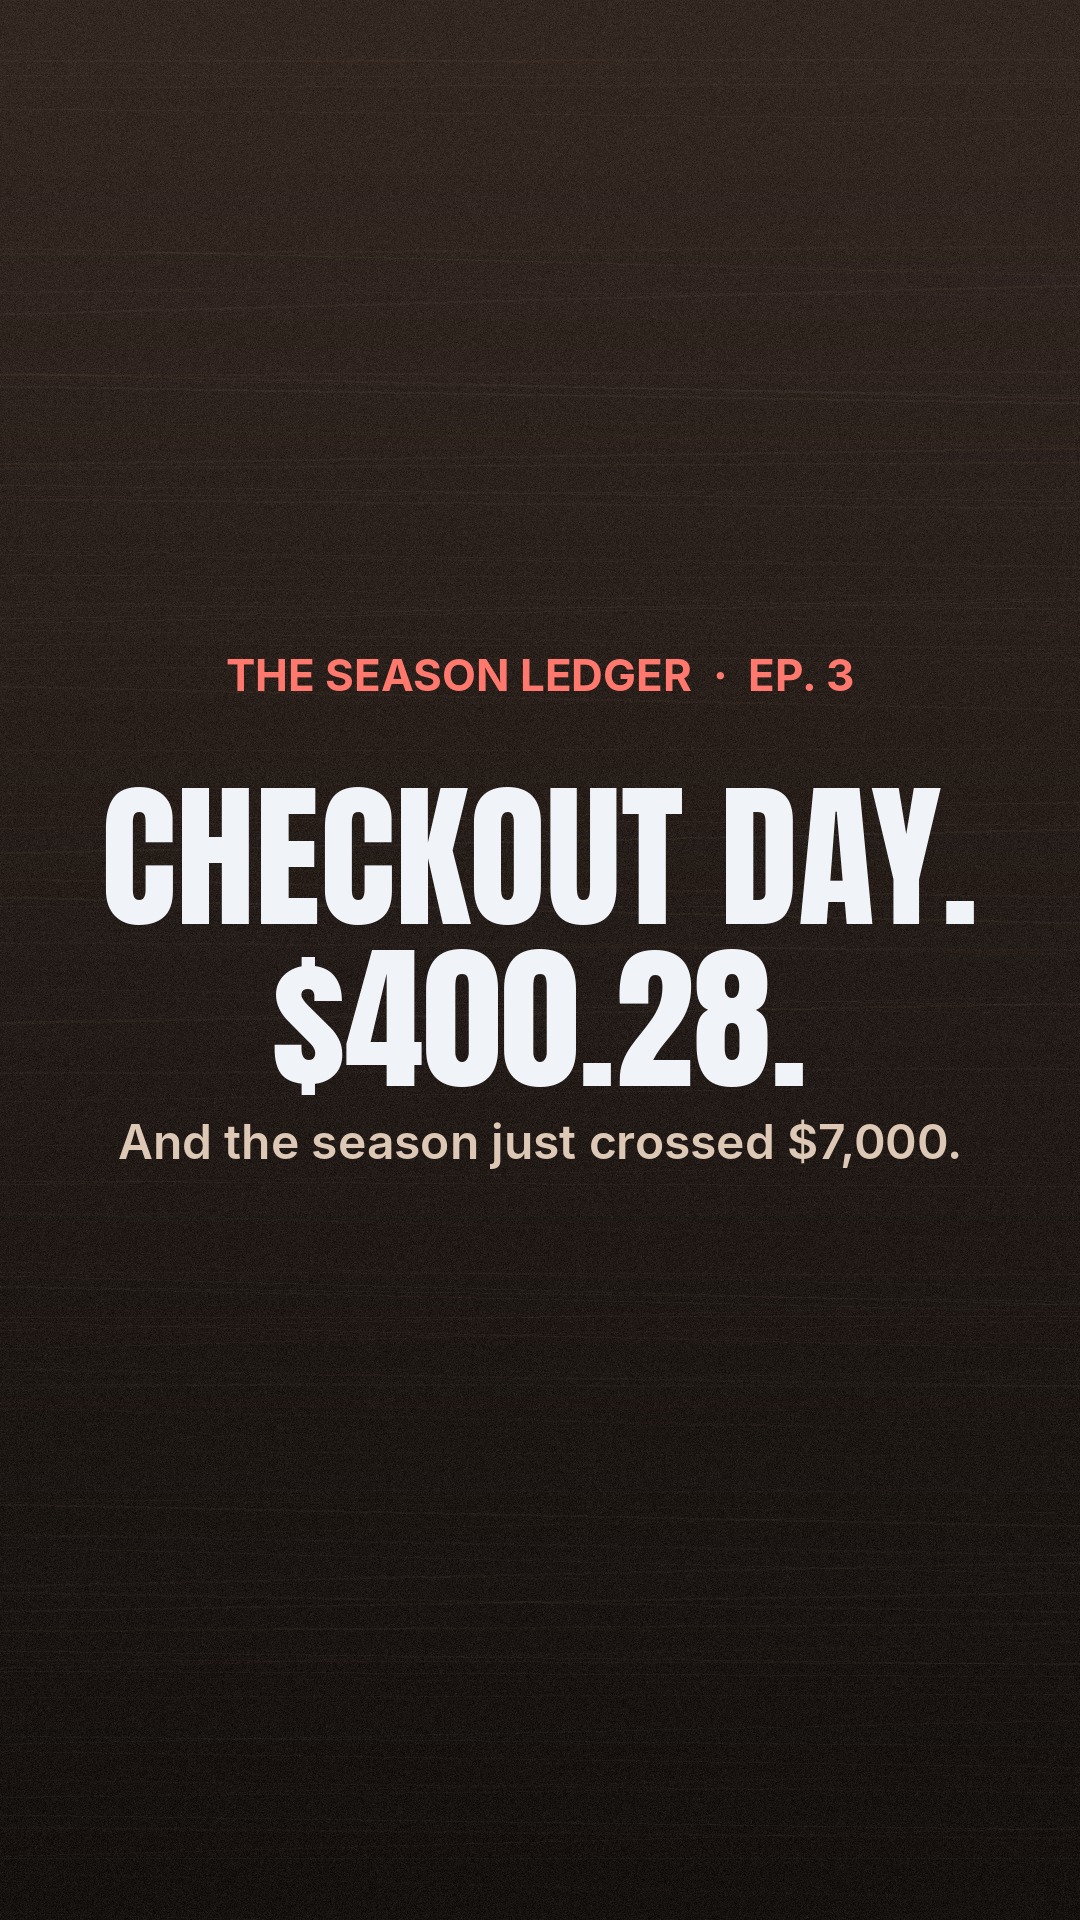 THE SEASON LEDGER · EP. 3
CHECKOUT DAY.
$400.28.
And the season just crossed $7,000.